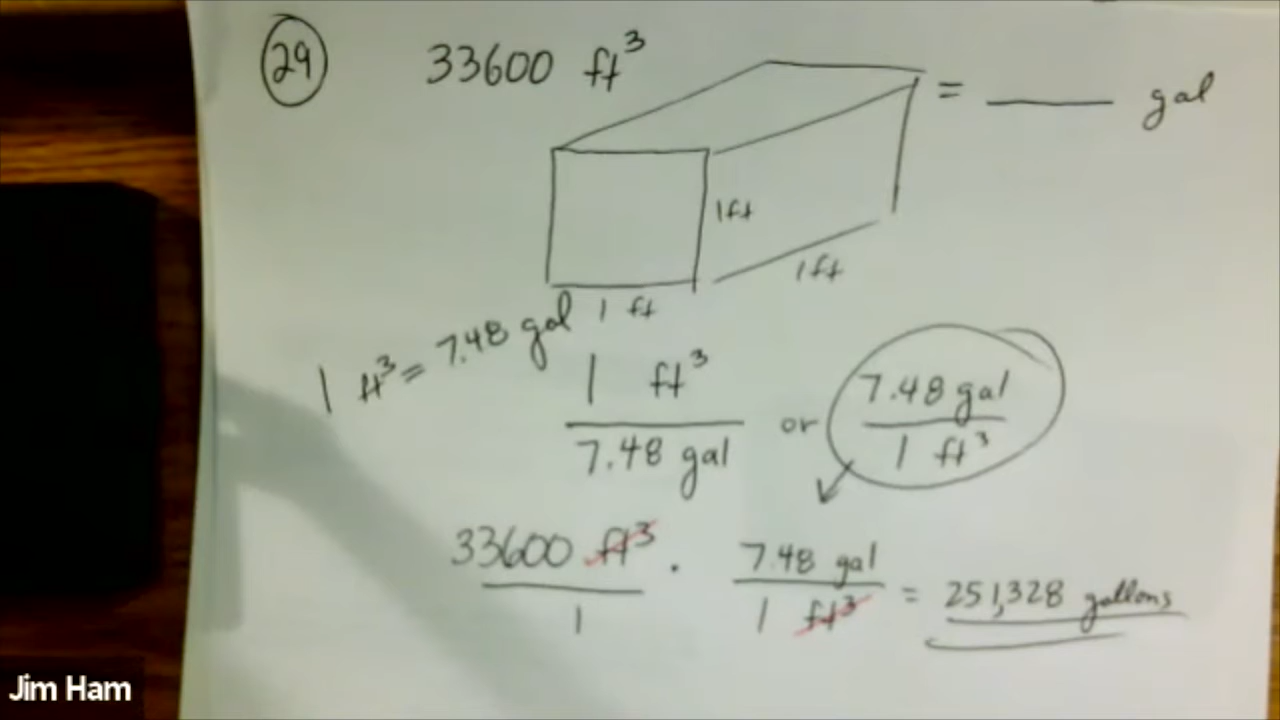 29
33600 ft³ = ____ gal
1ft
1ft
1 ft
1 ft³ = 7.48 gal
1 ft³ / 7.48 gal or 7.48 gal / 1 ft³
33600 ft³ / 1 · 7.48 gal / 1 ft³ = 251,328 gallons
Jim Ham